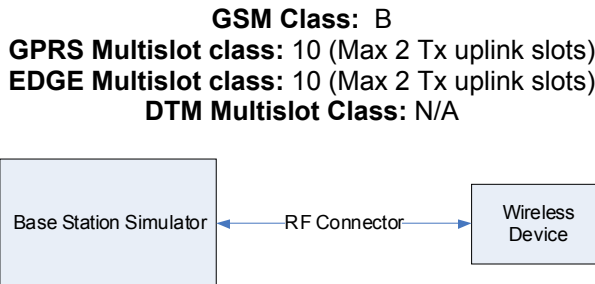 GSM Class: B
GPRS Multislot class: 10 (Max 2 Tx uplink slots)
EDGE Multislot class: 10 (Max 2 Tx uplink slots)
DTM Multislot Class: N/A
Base Station Simulator
RF Connector
Wireless
Device